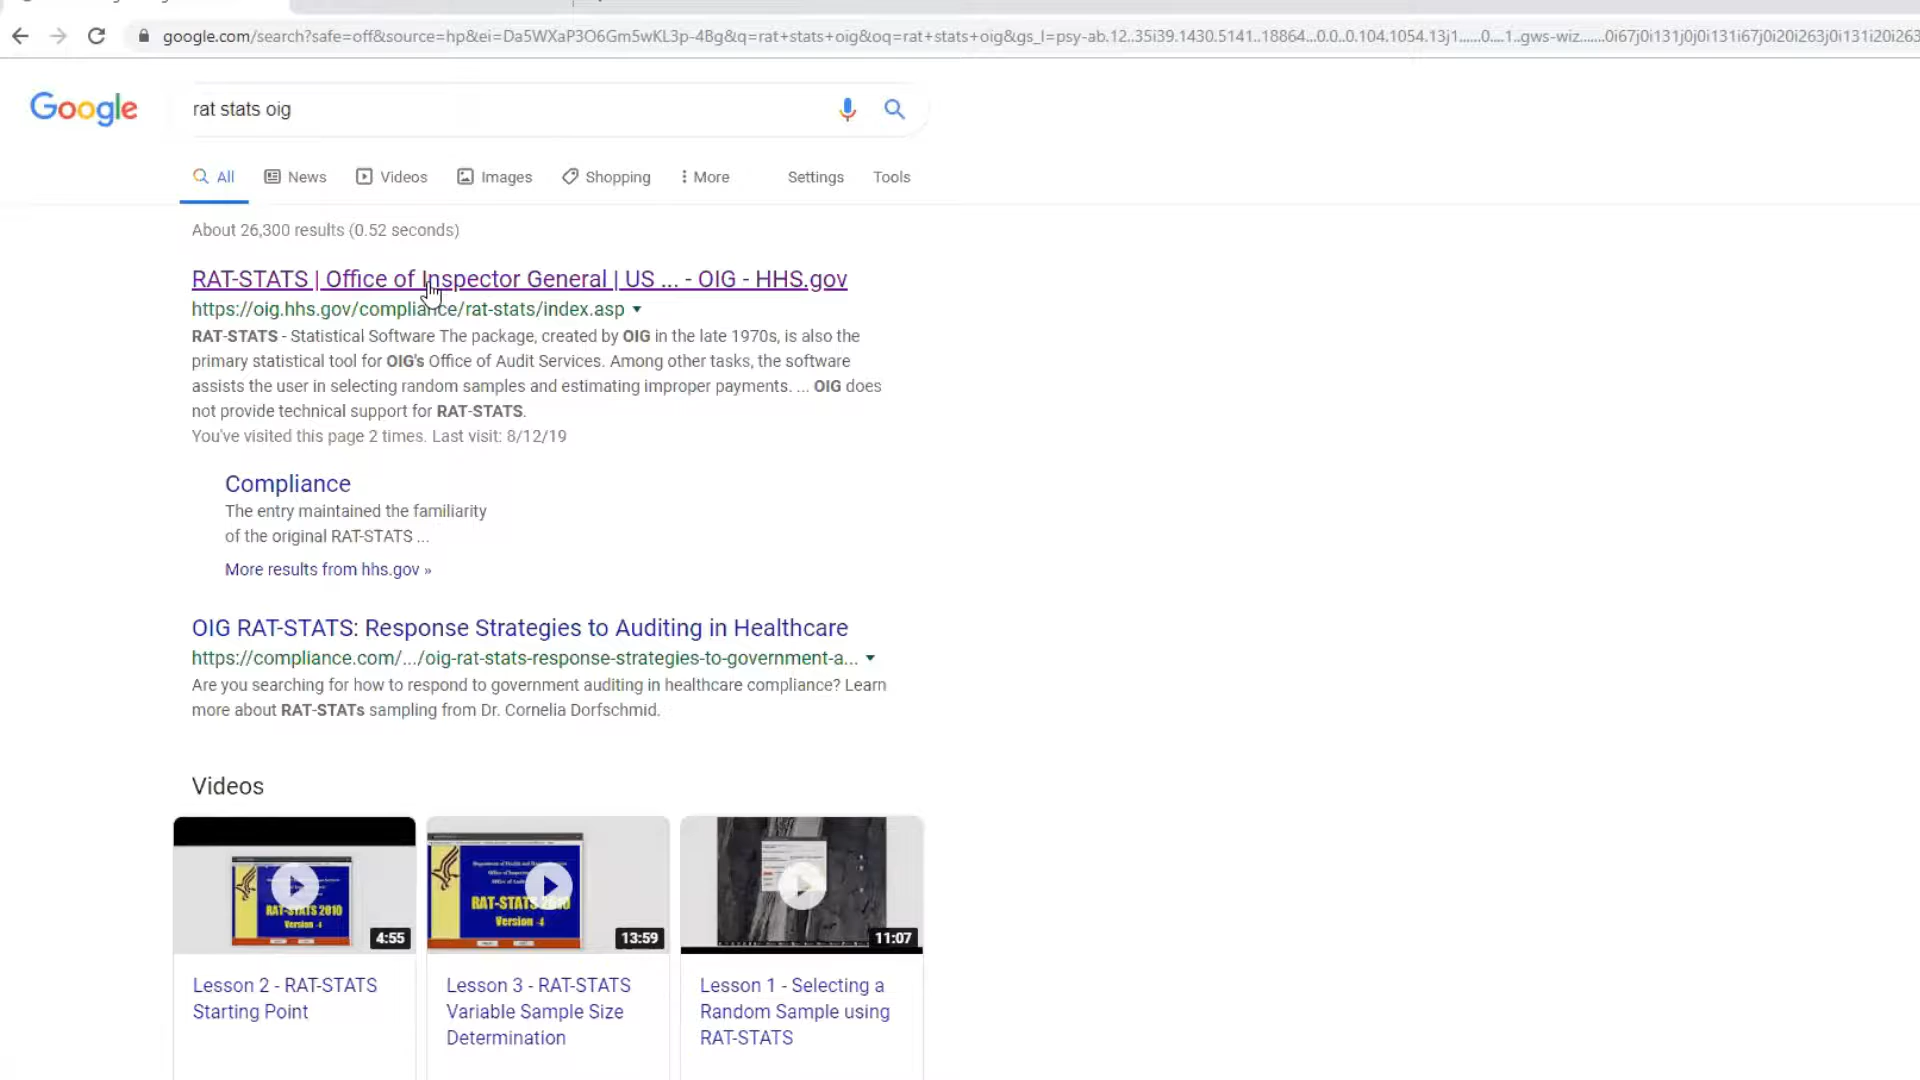 google.com/search?safe=off&source=hp&ei=Da5WXaP3O6Gm5wKL3p-4Bg&q=rat+stats+oig&oq=rat+stats+oig&gs_l=psy-ab.12..35i39.1430.5141..18864...0.0..0.104.1054.13j1......0....1..gws-wiz.......0i67j0i131j0j0i131i67j0i20i263j0i131i20i263
Google
rat stats oig
All News Videos Images Shopping More Settings Tools
About 26,300 results (0.52 seconds)
RAT-STATS | Office of Inspector General | US ... - OIG - HHS.gov
https://oig.hhs.gov/compliance/rat-stats/index.asp
RAT-STATS - Statistical Software The package, created by OIG in the late 1970s, is also the
primary statistical tool for OIG's Office of Audit Services. Among other tasks, the software
assists the user in selecting random samples and estimating improper payments. ... OIG does
not provide technical support for RAT-STATS.
You've visited this page 2 times. Last visit: 8/12/19
Compliance
The entry maintained the familiarity
of the original RAT-STATS ...
More results from hhs.gov »
OIG RAT-STATS: Response Strategies to Auditing in Healthcare
https://compliance.com/.../oig-rat-stats-response-strategies-to-government-a...
Are you searching for how to respond to government auditing in healthcare compliance? Learn
more about RAT-STATs sampling from Dr. Cornelia Dorfschmid.
Videos
RAT-STATS 2010
Version -4
4:55
RAT-STATS 2010
Version -4
13:59
11:07
Lesson 2 - RAT-STATS
Starting Point
Lesson 3 - RAT-STATS
Variable Sample Size
Determination
Lesson 1 - Selecting a
Random Sample using
RAT-STATS